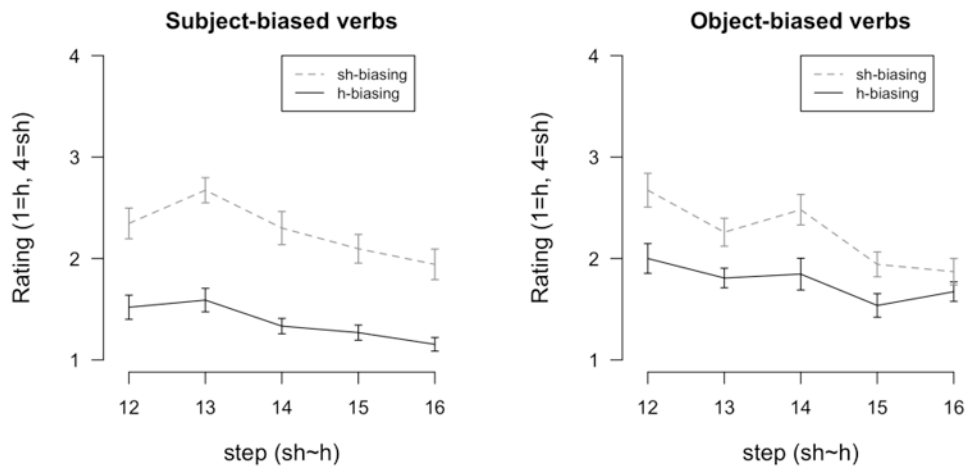 Subject-biased verbs
Rating (1=h, 4=sh)
4
3
2
1
sh-biasing
h-biasing
12 13 14 15 16
step (sh~h)
Object-biased verbs
Rating (1=h, 4=sh)
4
3
2
1
sh-biasing
h-biasing
12 13 14 15 16
step (sh~h)